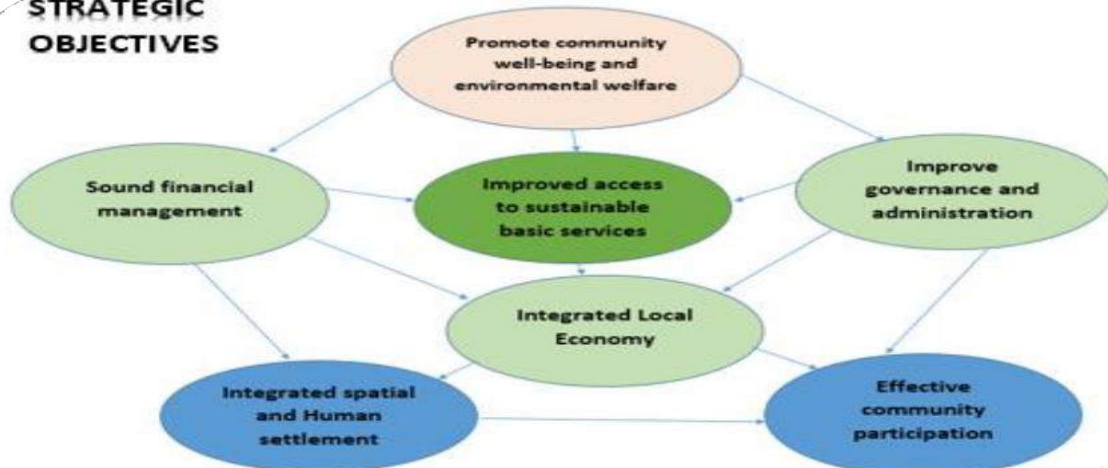 STRATEGIC
OBJECTIVES
Promote community
well-being and
environmental welfare
Sound financial
management
Improved access
to sustainable
basic services
Improve
governance and
administration
Integrated Local
Economy
Integrated spatial
and Human
settlement
Effective
community
participation